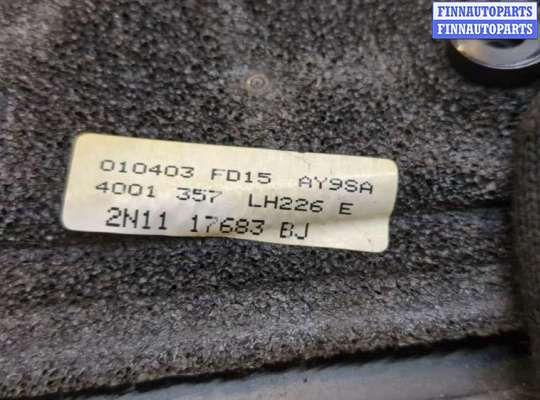 FINNAUTOPARTS
FINNAUTOPARTS
010403 FD15 AY9SA
4001 357 LH226 E
2N11 17683 BJ